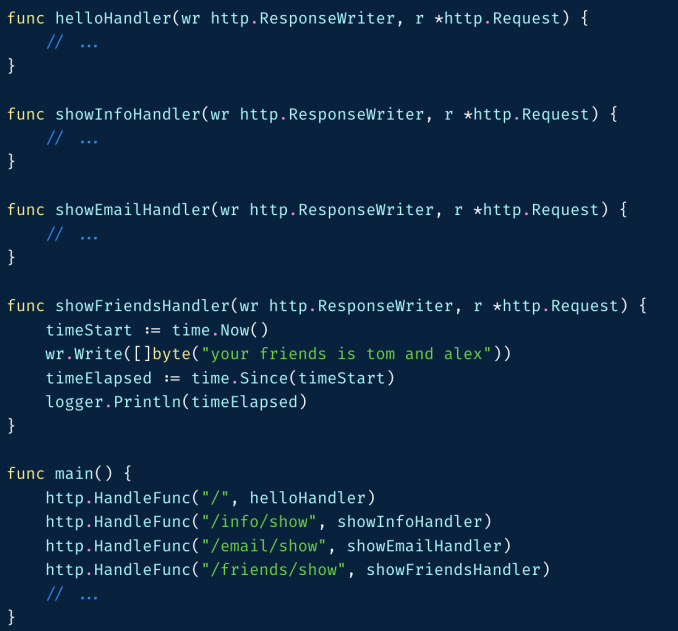 func helloHandler(wr http.ResponseWriter, r *http.Request) {
    // ...
}

func showInfoHandler(wr http.ResponseWriter, r *http.Request) {
    // ...
}

func showEmailHandler(wr http.ResponseWriter, r *http.Request) {
    // ...
}

func showFriendsHandler(wr http.ResponseWriter, r *http.Request) {
    timeStart := time.Now()
    wr.Write([]byte("your friends is tom and alex"))
    timeElapsed := time.Since(timeStart)
    logger.Println(timeElapsed)
}

func main() {
    http.HandleFunc("/", helloHandler)
    http.HandleFunc("/info/show", showInfoHandler)
    http.HandleFunc("/email/show", showEmailHandler)
    http.HandleFunc("/friends/show", showFriendsHandler)
    // ...
}